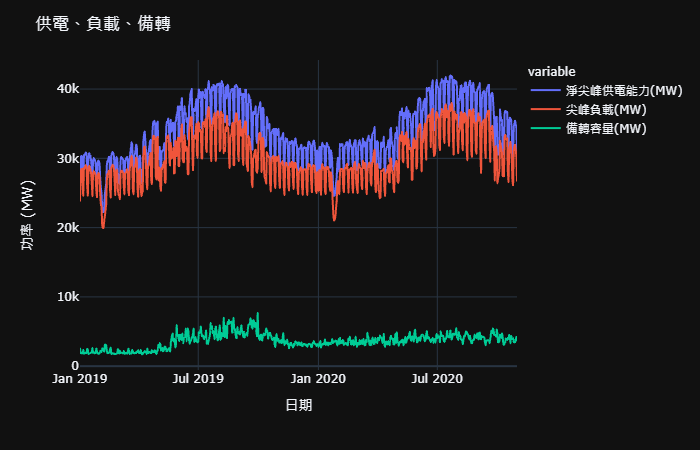 供電、負載、備轉
variable
淨尖峰供電能力(MW)
尖峰負載(MW)
備轉容量(MW)
功率 (MW)
40k
30k
20k
10k
0
Jan 2019
Jul 2019
Jan 2020
Jul 2020
日期